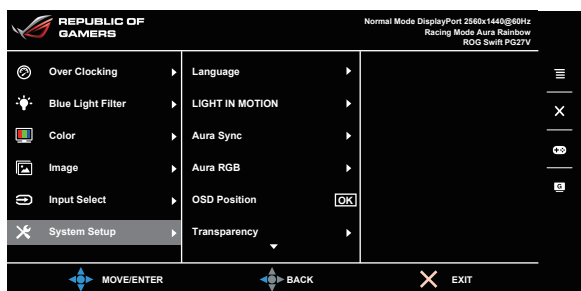 REPUBLIC OF
GAMERS
Normal Mode DisplayPort 2560x1440@60Hz
Racing Mode Aura Rainbow
ROG Swift PG27V
Over Clocking
Language
Blue Light Filter
LIGHT IN MOTION
Color
Aura Sync
Image
Aura RGB
Input Select
OSD Position OK
System Setup
Transparency
G
MOVE/ENTER
BACK
EXIT